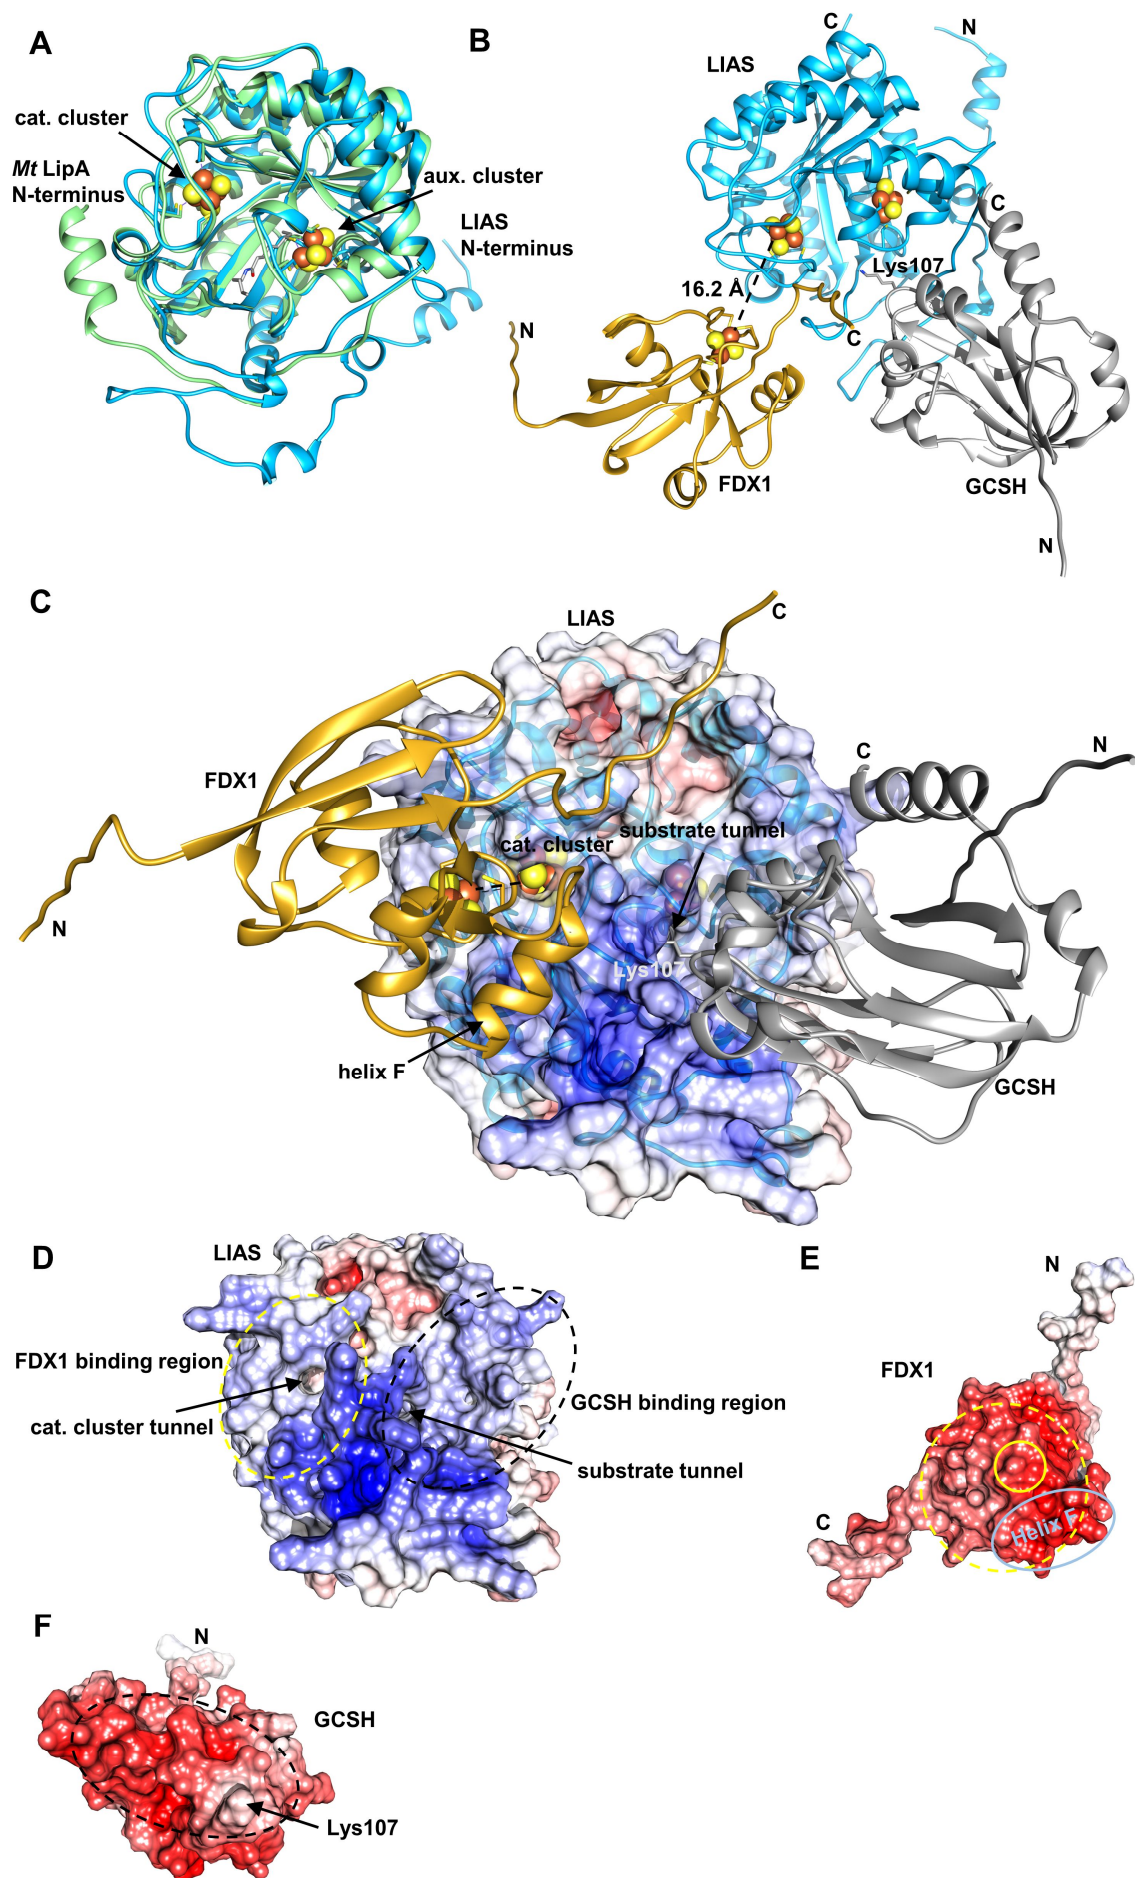 A
cat. cluster
Mt LipA
N-terminus
aux. cluster
LIAS
N-terminus
B
C
N
LIAS
C
Lys107
16.2 Å
N
C
FDX1
GCSH
N
C
LIAS
C
FDX1
C
N
substrate tunnel
cat. cluster
N
Lys107
helix F
GCSH
D
LIAS
FDX1 binding region
cat. cluster tunnel
GCSH binding region
substrate tunnel
E
N
FDX1
C
Helix F
F
N
GCSH
Lys107